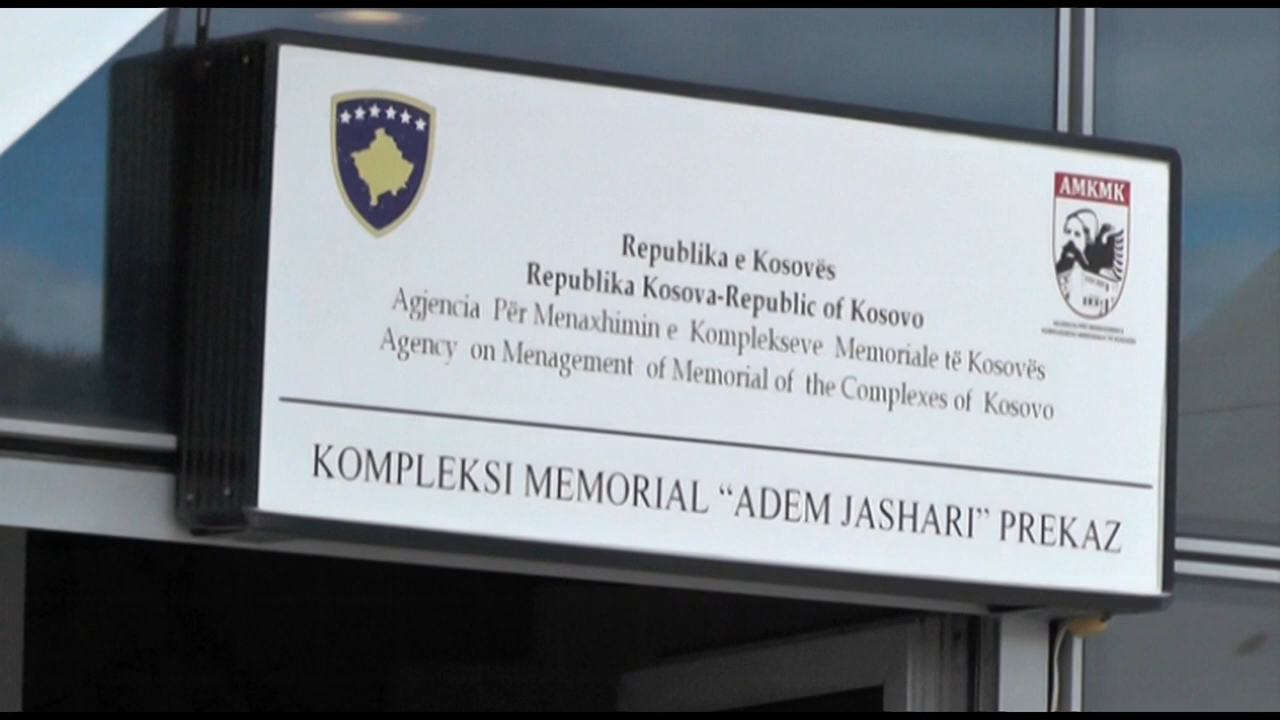 AMKMK
Republika e Kosovës
Republika Kosova-Republic of Kosovo
Agjencia Për Menaxhimin e Komplekseve Memoriale të Kosovës
Agency on Menagement of Memorial of the Complexes of Kosovo
KOMPLEKSI MEMORIAL “ADEM JASHARI” PREKAZ